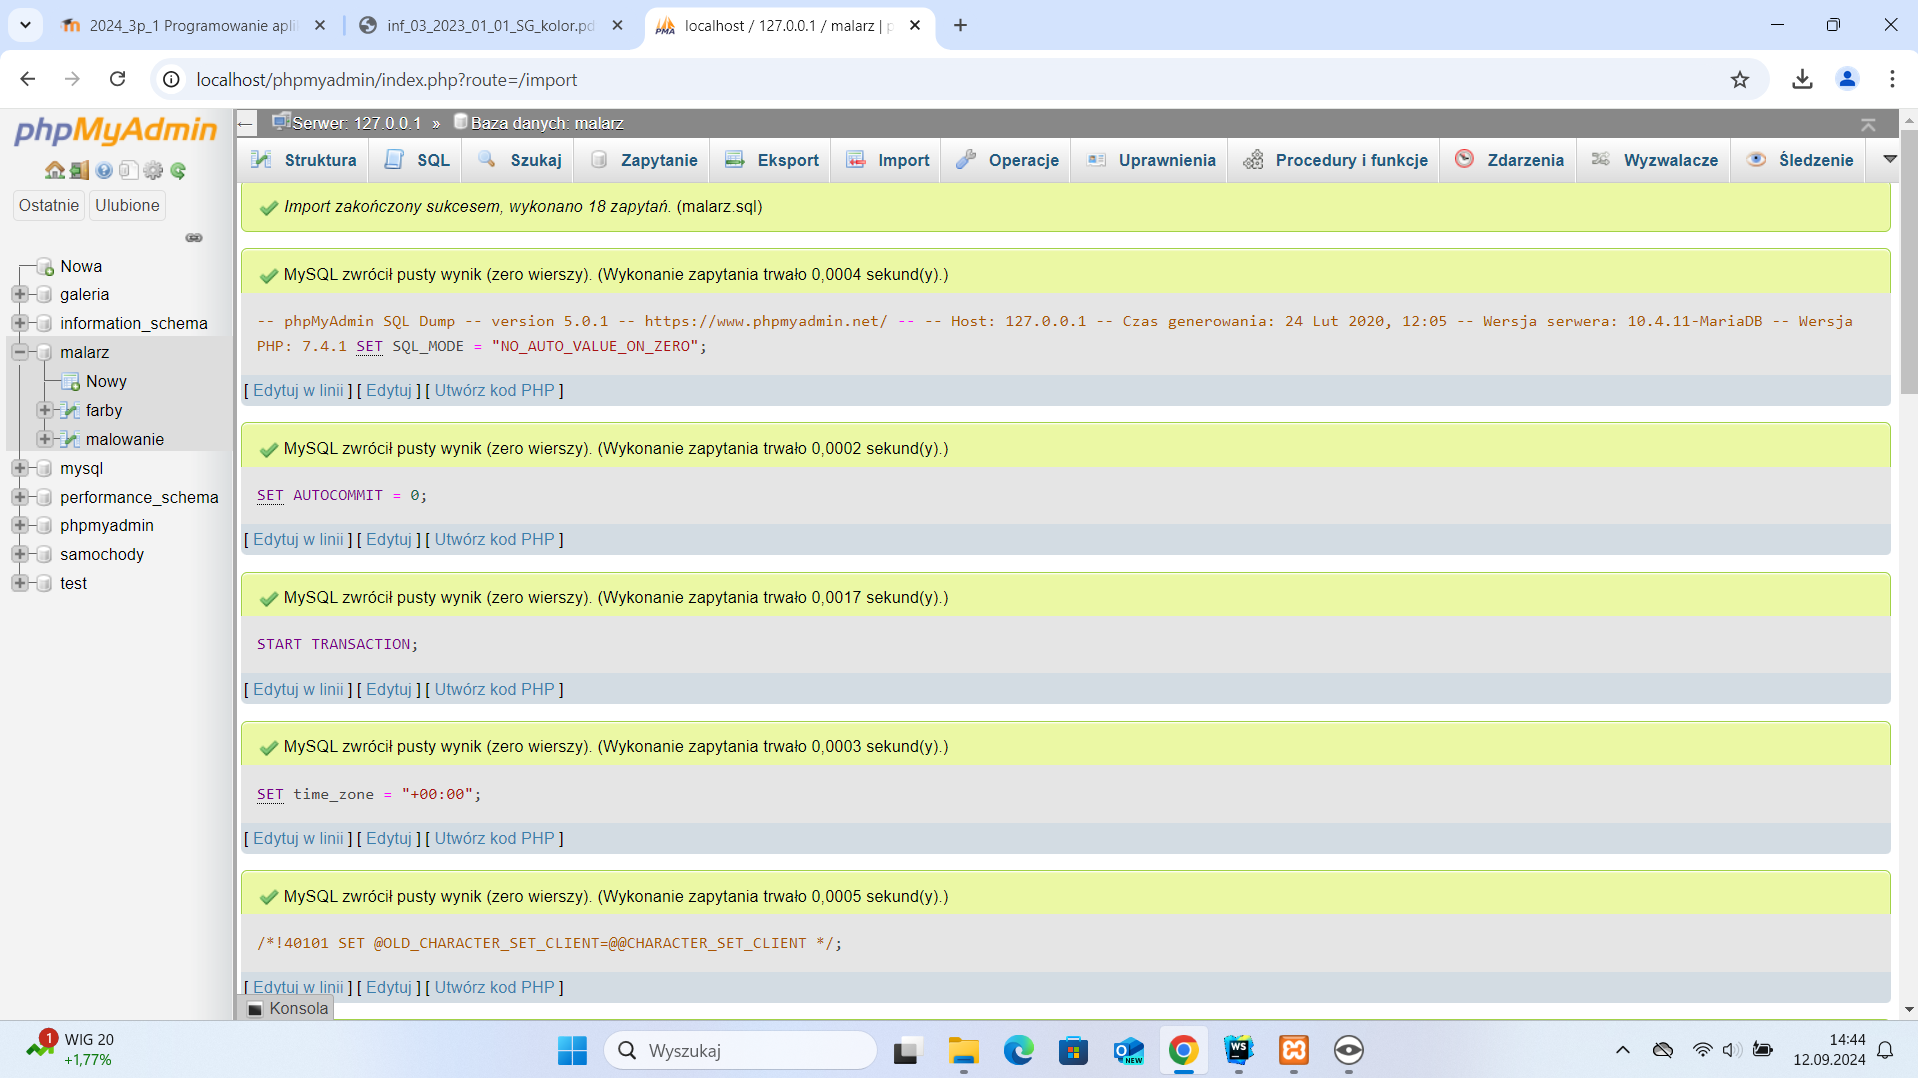 2024_3p_1 Programowanie apli
inf_03_2023_01_01_SG_kolor.pd
localhost / 127.0.0.1 / malarz | p
localhost/phpmyadmin/index.php?route=/import
phpMyAdmin
Ostatnie
Ulubione
Nowa
galeria
information_schema
malarz
Nowy
farby
malowanie
mysql
performance_schema
phpmyadmin
samochody
test
Serwer: 127.0.0.1 » Baza danych: malarz
Struktura
SQL
Szukaj
Zapytanie
Eksport
Import
Operacje
Uprawnienia
Procedury i funkcje
Zdarzenia
Wyzwalacze
Śledzenie
Import zakończony sukcesem, wykonano 18 zapytań. (malarz.sql)
MySQL zwrócił pusty wynik (zero wierszy). (Wykonanie zapytania trwało 0,0004 sekund(y).)
-- phpMyAdmin SQL Dump -- version 5.0.1 -- https://www.phpmyadmin.net/ -- -- Host: 127.0.0.1 -- Czas generowania: 24 Lut 2020, 12:05 -- Wersja serwera: 10.4.11-MariaDB -- Wersja
PHP: 7.4.1 SET SQL_MODE = "NO_AUTO_VALUE_ON_ZERO";
[ Edytuj w linii ] [ Edytuj ] [ Utwórz kod PHP ]
MySQL zwrócił pusty wynik (zero wierszy). (Wykonanie zapytania trwało 0,0002 sekund(y).)
SET AUTOCOMMIT = 0;
[ Edytuj w linii ] [ Edytuj ] [ Utwórz kod PHP ]
MySQL zwrócił pusty wynik (zero wierszy). (Wykonanie zapytania trwało 0,0017 sekund(y).)
START TRANSACTION;
[ Edytuj w linii ] [ Edytuj ] [ Utwórz kod PHP ]
MySQL zwrócił pusty wynik (zero wierszy). (Wykonanie zapytania trwało 0,0003 sekund(y).)
SET time_zone = "+00:00";
[ Edytuj w linii ] [ Edytuj ] [ Utwórz kod PHP ]
MySQL zwrócił pusty wynik (zero wierszy). (Wykonanie zapytania trwało 0,0005 sekund(y).)
/*!40101 SET @OLD_CHARACTER_SET_CLIENT=@@CHARACTER_SET_CLIENT */;
[ Edytuj w linii ] [ Edytuj ] [ Utwórz kod PHP ]
Konsola
1
WIG 20
+1,77%
Wyszukaj
NEW
WS
14:44
12.09.2024